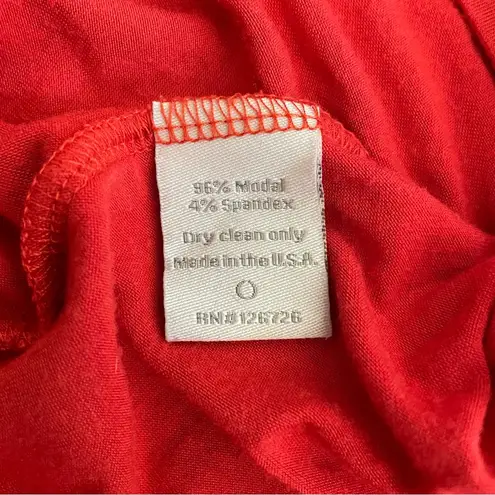 96% Modal
4% Spandex
Dry clean only
Made in the U.S.A.
RN#126726